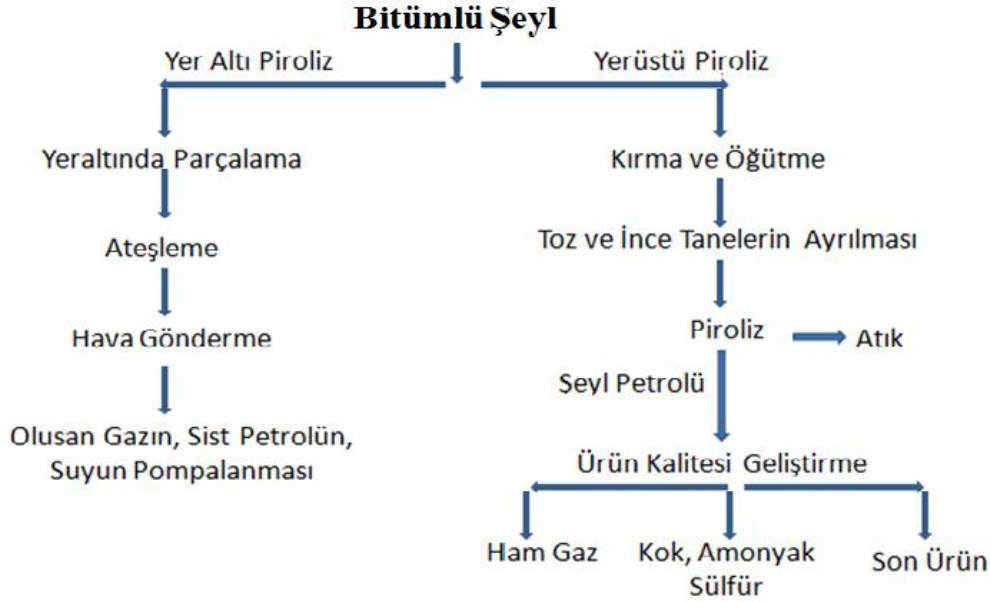 Bitümlü Şeyl
Yer Altı Piroliz
Yerüstü Piroliz
Yeraltında Parçalama
Kırma ve Öğütme
Ateşleme
Toz ve İnce Tanelerin Ayrılması
Hava Gönderme
Piroliz
Atık
Şeyl Petrolü
Olusan Gazın, Sist Petrolün,
Suyun Pompalanması
Ürün Kalitesi Geliştirme
Ham Gaz
Kok, Amonyak
Sülfür
Son Ürün